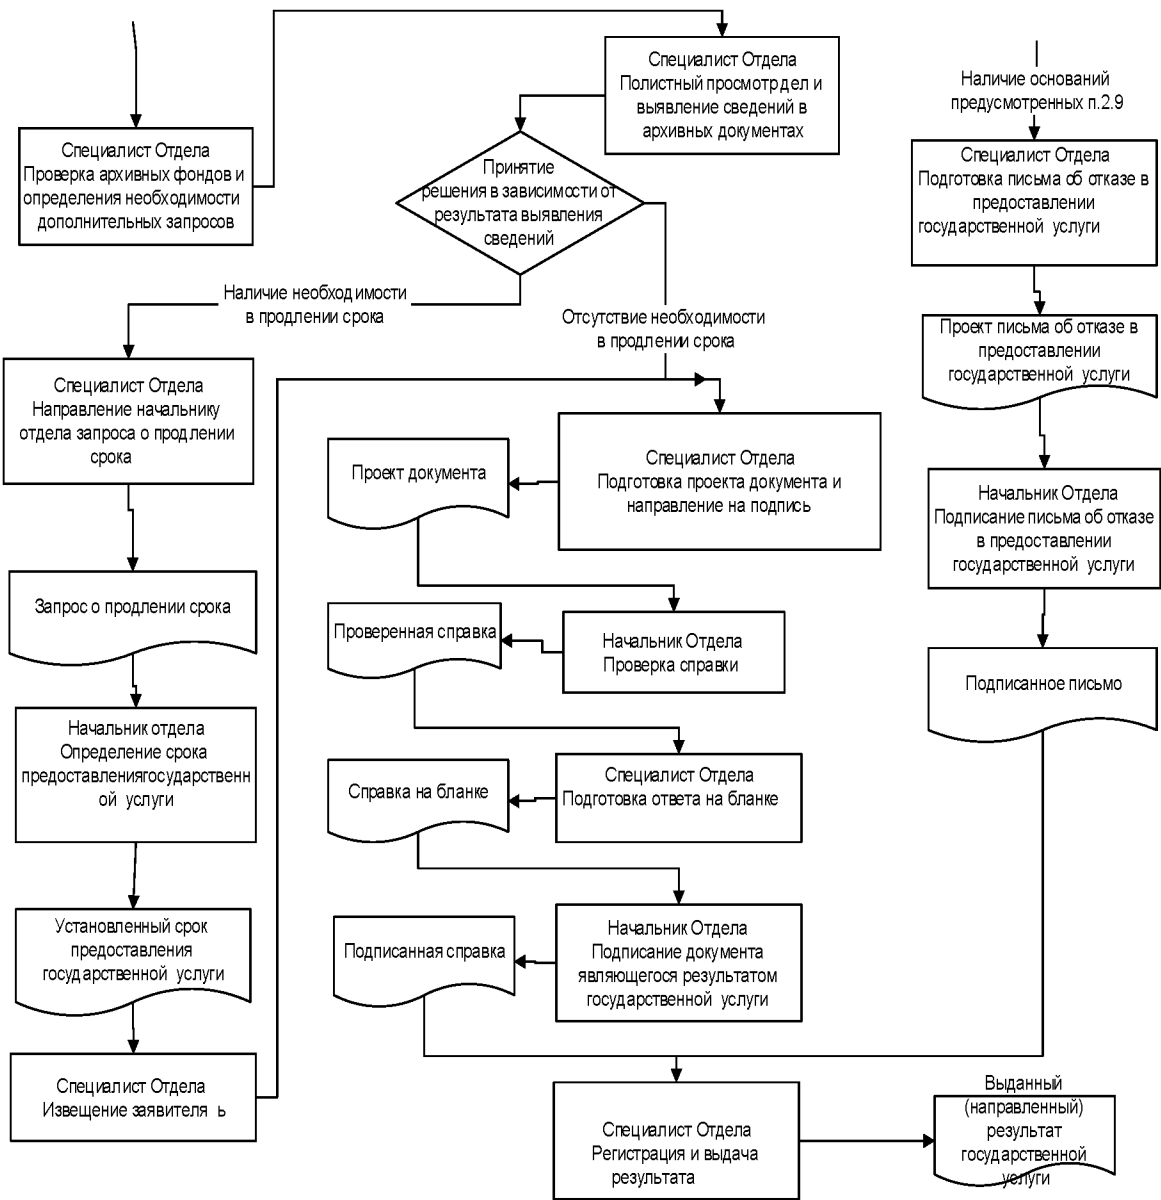 Специалист Отдела
Проверка архивных фондов и
определения необходимости
дополнительных запросов
Специалист Отдела
Полистный просмотр дел и
выявление сведений в
архивных документах
Принятие
решения в зависимости от
результата выявления
сведений
Наличие необходимости
в продлении срока
Отсутствие необходимости
в продлении срока
Специалист Отдела
Направление начальнику
отдела запроса о продлении
срока
Запрос о продлении срока
Начальник отдела
Определение срока
предоставлениягосударственн
ой услуги
Установленный срок
предоставления
государственной услуги
Специалист Отдела
Извещение заявителя ь
Специалист Отдела
Подготовка проекта документа и
направление на подпись
Проект документа
Начальник Отдела
Проверка справки
Проверенная справка
Специалист Отдела
Подготовка ответа на бланке
Справка на бланке
Начальник Отдела
Подписание документа
являющегося результатом
государственной услуги
Подписанная справка
Наличие оснований
предусмотренных п.2.9
Специалист Отдела
Подготовка письма об отказе в
предоставлении
государственной услуги
Проект письма об отказе в
предоставлении
государственной услуги
Начальник Отдела
Подписание письма об отказе
в предоставлении
государственной услуги
Подписанное письмо
Специалист Отдела
Регистрация и выдача
результата
Выданный
(направленный)
результат
государственной
услуги